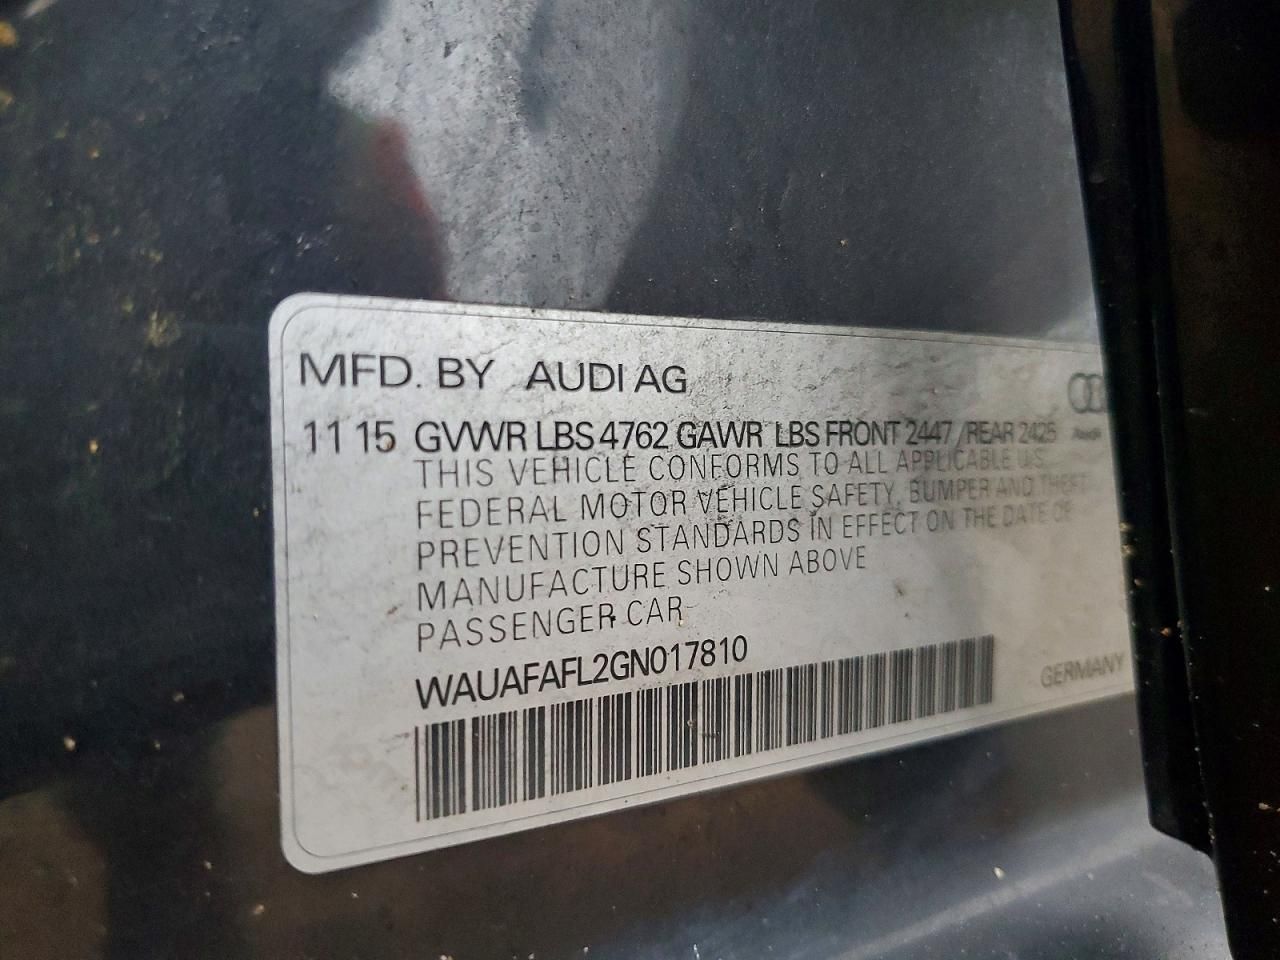 MFD. BY AUDI AG
11 15 GVWR LBS 4762 GAWR LBS FRONT 2447 / REAR 2425
Audi
THIS VEHICLE CONFORMS TO ALL APPLICABLE U.S.
FEDERAL MOTOR VEHICLE SAFETY, BUMPER AND THEFT
PREVENTION STANDARDS IN EFFECT ON THE DATE OF
MANUFACTURE SHOWN ABOVE
PASSENGER CAR
WAUAFAFL2GN017810
GERMANY